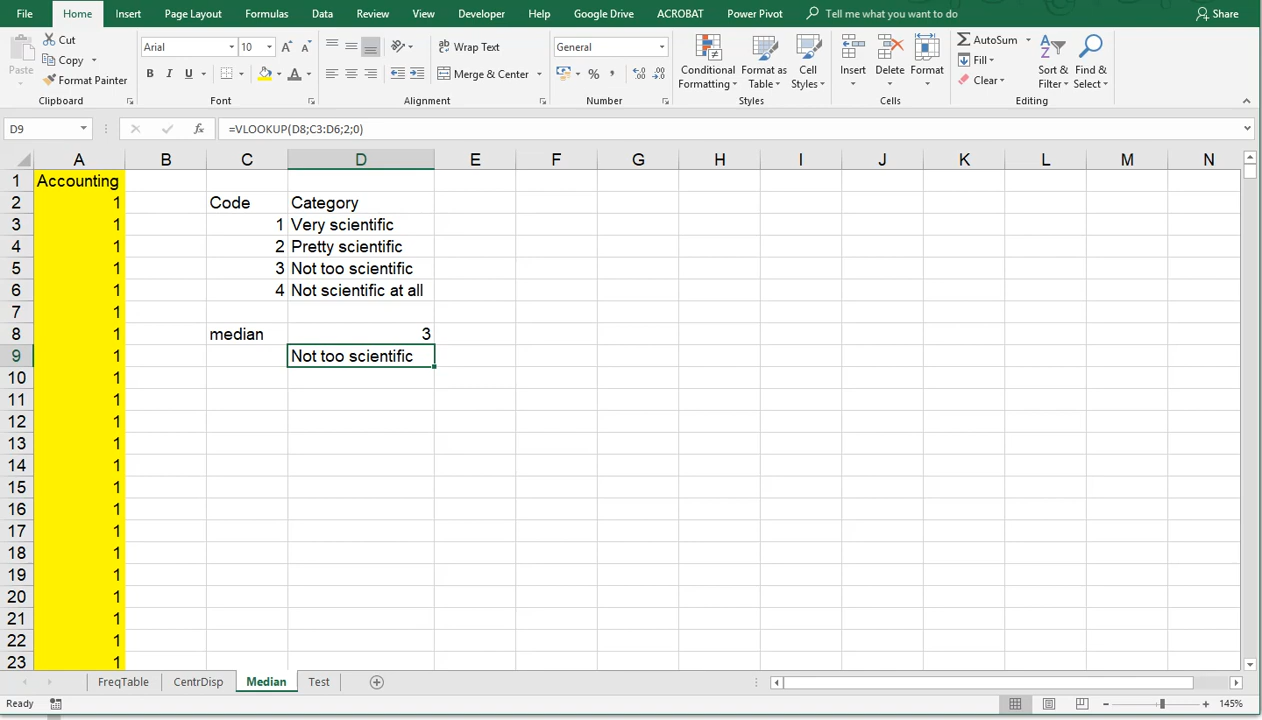 File Home Insert Page Layout Formulas Data Review View Developer Help Google Drive ACROBAT Power Pivot Tell me what you want to do Share
Paste
Cut
Copy
Format Painter
Clipboard
Arial 10
B I U
Font
Wrap Text
Merge & Center
Alignment
General
%
Number
Conditional Formatting
Format as Table
Cell Styles
Styles
Insert
Delete
Format
Cells
AutoSum
Fill
Clear
Sort & Filter
Find & Select
Editing
D9 fx =VLOOKUP(D8;C3:D6;2;0)
A B C D E F G H I J K L M N
1 Accounting
2 1 Code Category
3 1 1 Very scientific
4 1 2 Pretty scientific
5 1 3 Not too scientific
6 1 4 Not scientific at all
7 1
8 1 median 3
9 1 Not too scientific
10 1
11 1
12 1
13 1
14 1
15 1
16 1
17 1
18 1
19 1
20 1
21 1
22 1
23 1
FreqTable CentrDisp Median Test
Ready 145%